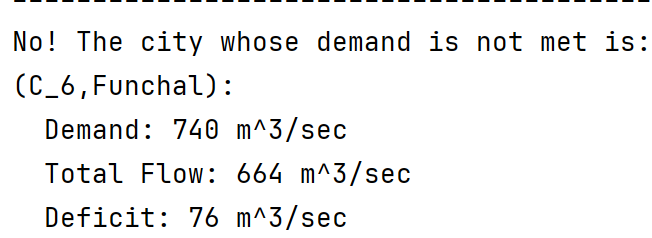 ----------------------------------------
No! The city whose demand is not met is:
(C_6,Funchal):
  Demand: 740 m^3/sec
  Total Flow: 664 m^3/sec
  Deficit: 76 m^3/sec